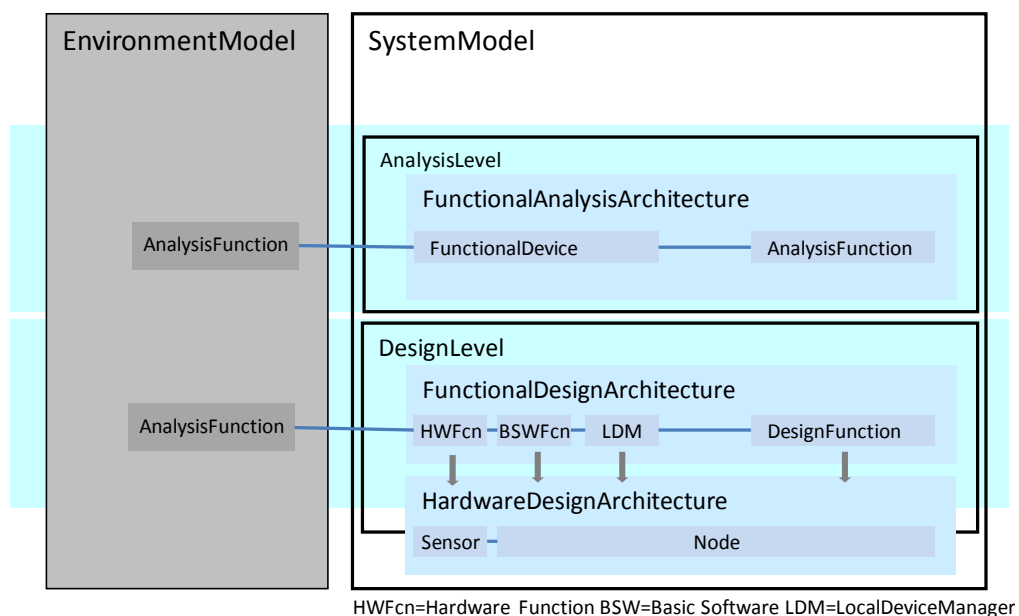 EnvironmentModel
SystemModel
AnalysisLevel
FunctionalAnalysisArchitecture
AnalysisFunction
FunctionalDevice
AnalysisFunction
DesignLevel
FunctionalDesignArchitecture
AnalysisFunction
HWFcn
BSWFcn
LDM
DesignFunction
HardwareDesignArchitecture
Sensor
Node
HWFcn=Hardware Function BSW=Basic Software LDM=LocalDeviceManager